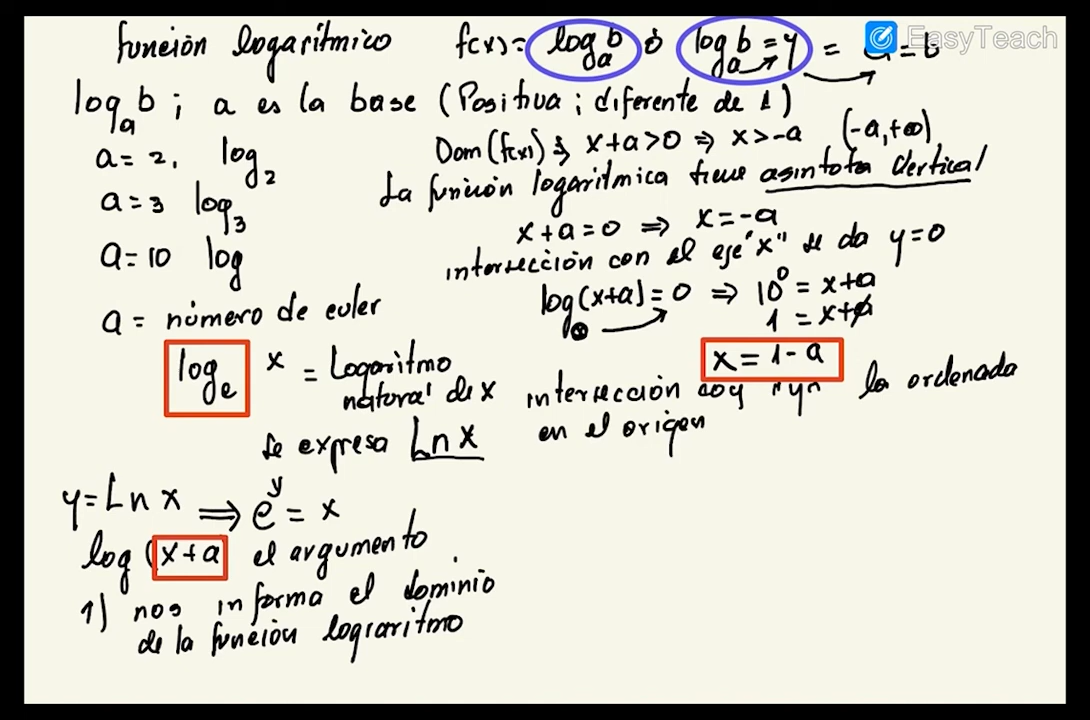 función logarítmico f(x) = log_a b ó log_a b = y = a = b
EasyTeach
log_a b ; a es la base (Positiva ; diferente de 1)
a = 2, log_2
a = 3 log_3
a = 10 log
a = número de euler
log_e x = Logaritmo
natural de x
se expresa Ln x
y = Ln x ⇒ e^y = x
log (x+a el argumento
1) nos informa el dominio
de la función lograritmo
Dom(f(x)) ⇒ x+a>0 ⇒ x>-a (-a,+∞)
La función logarítmica tiene asintota vertical
x+a=0 ⇒ x=-a
intersección con el eje "x" se da y=0
log(x+a)=0 ⇒ 10^0 = x+a
1 = x+a
x = 1-a
intersección "y" la ordenada
en el origen